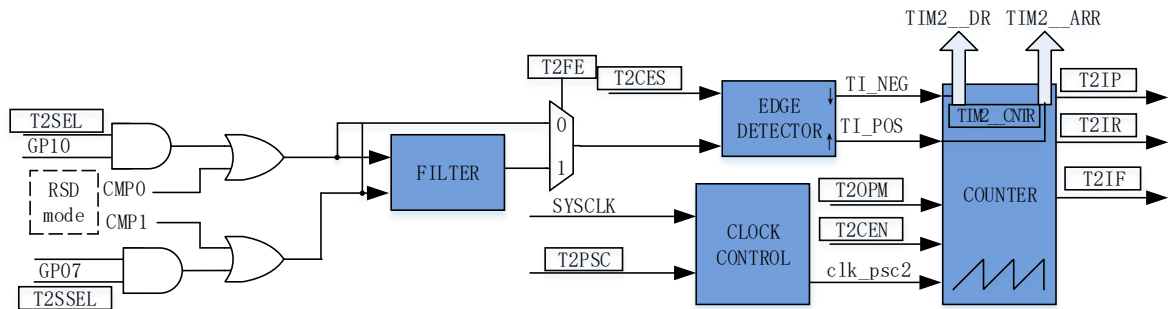 TIM2__DR
TIM2__ARR
T2FE
T2CES
TI_NEG
T2IP
EDGE
DETECTOR
TIM2__CNTR
T2SEL
GP10
0
1
TI_POS
T2IR
FILTER
RSD
mode
CMP0
CMP1
SYSCLK
T2OPM
COUNTER
T2IF
CLOCK
CONTROL
T2CEN
GP07
T2SSEL
T2PSC
clk_psc2